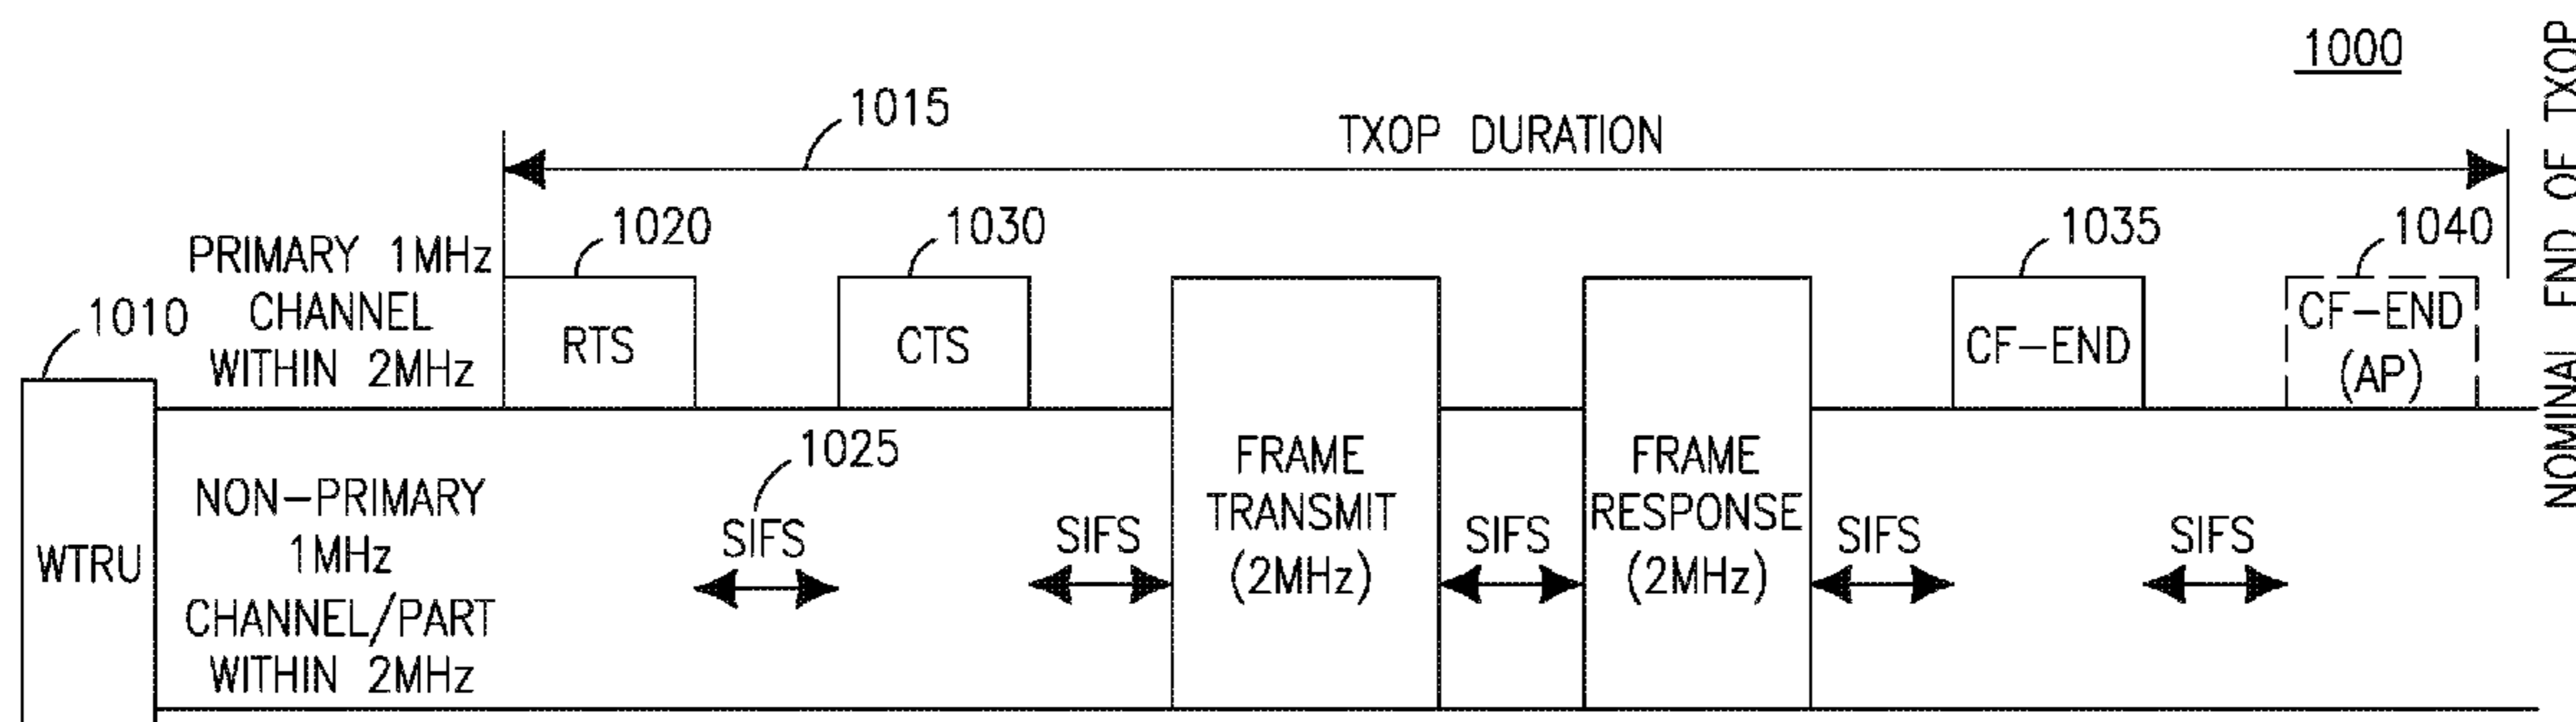 1000
1015
TXOP DURATION
NOMINAL END OF TXOP
1020
1030
1035
1040
PRIMARY 1MHz
CHANNEL
WITHIN 2MHz
1010
RTS
CTS
CF-END
CF-END
(AP)
1025
WTRU
NON-PRIMARY
1MHz
CHANNEL/PART
WITHIN 2MHz
SIFS
SIFS
FRAME
TRANSMIT
(2MHz)
SIFS
FRAME
RESPONSE
(2MHz)
SIFS
SIFS